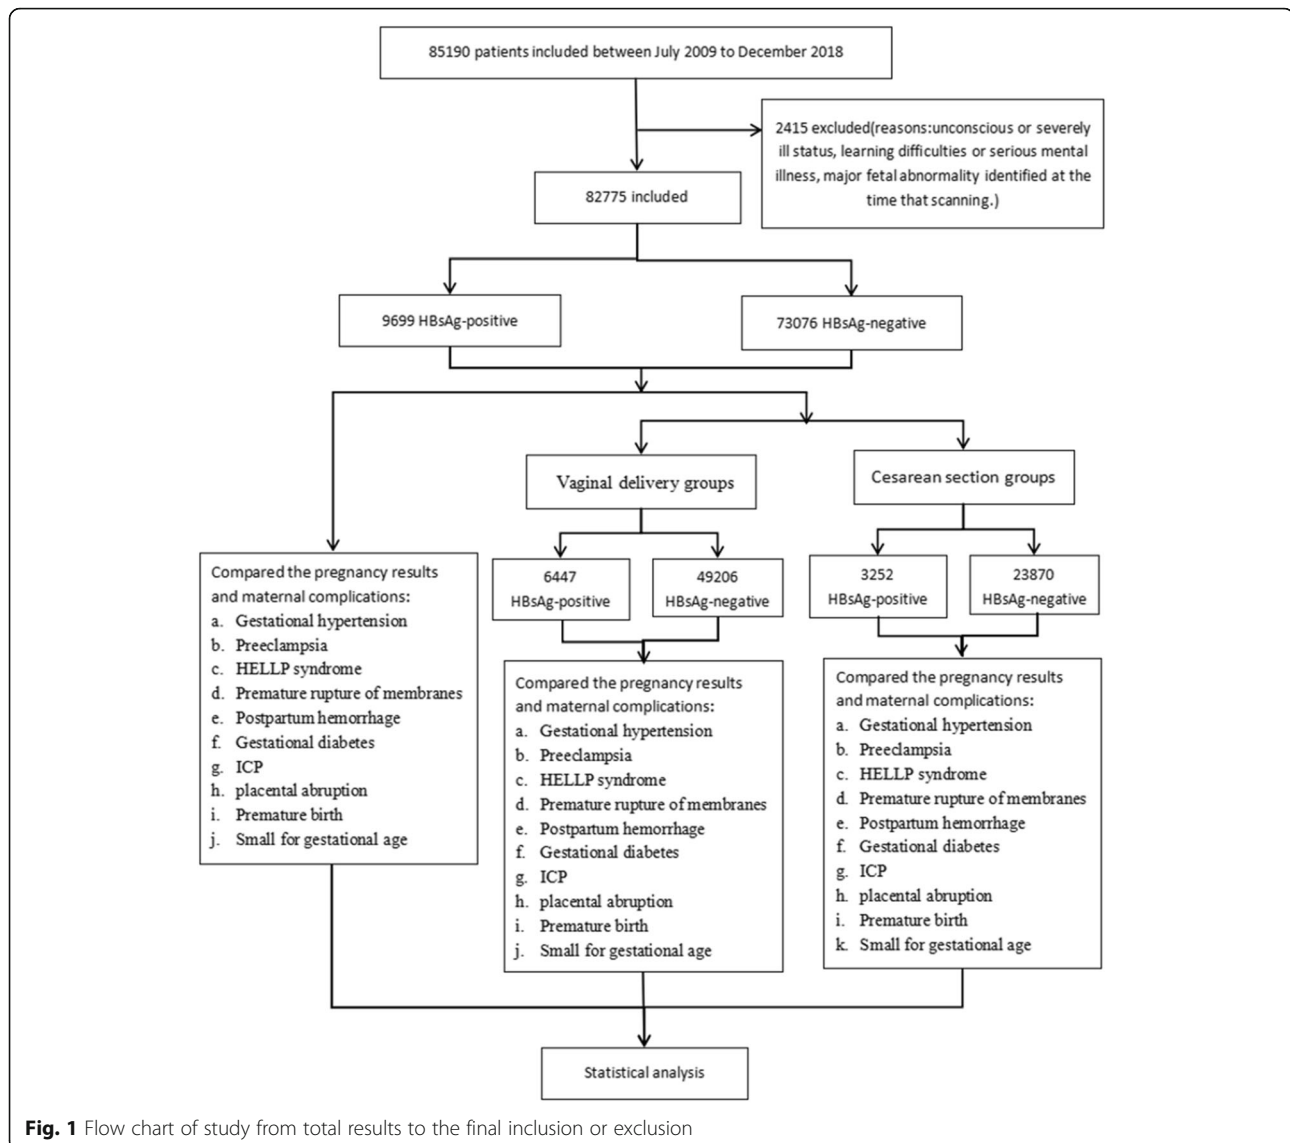 85190 patients included between July 2009 to December 2018
2415 excluded(reasons:unconscious or severely
ill status, learning difficulties or serious mental
illness, major fetal abnormality identified at the
time that scanning.)
82775 included
9699 HBsAg-positive
73076 HBsAg-negative
Vaginal delivery groups
Cesarean section groups
6447
HBsAg-positive
49206
HBsAg-negative
3252
HBsAg-positive
23870
HBsAg-negative
Compared the pregnancy results
and maternal complications:
a. Gestational hypertension
b. Preeclampsia
c. HELLP syndrome
d. Premature rupture of membranes
e. Postpartum hemorrhage
f. Gestational diabetes
g. ICP
h. placental abruption
i. Premature birth
j. Small for gestational age
Compared the pregnancy results
and maternal complications:
a. Gestational hypertension
b. Preeclampsia
c. HELLP syndrome
d. Premature rupture of membranes
e. Postpartum hemorrhage
f. Gestational diabetes
g. ICP
h. placental abruption
i. Premature birth
j. Small for gestational age
Compared the pregnancy results
and maternal complications:
a. Gestational hypertension
b. Preeclampsia
c. HELLP syndrome
d. Premature rupture of membranes
e. Postpartum hemorrhage
f. Gestational diabetes
g. ICP
h. placental abruption
i. Premature birth
k. Small for gestational age
Statistical analysis
Fig. 1 Flow chart of study from total results to the final inclusion or exclusion